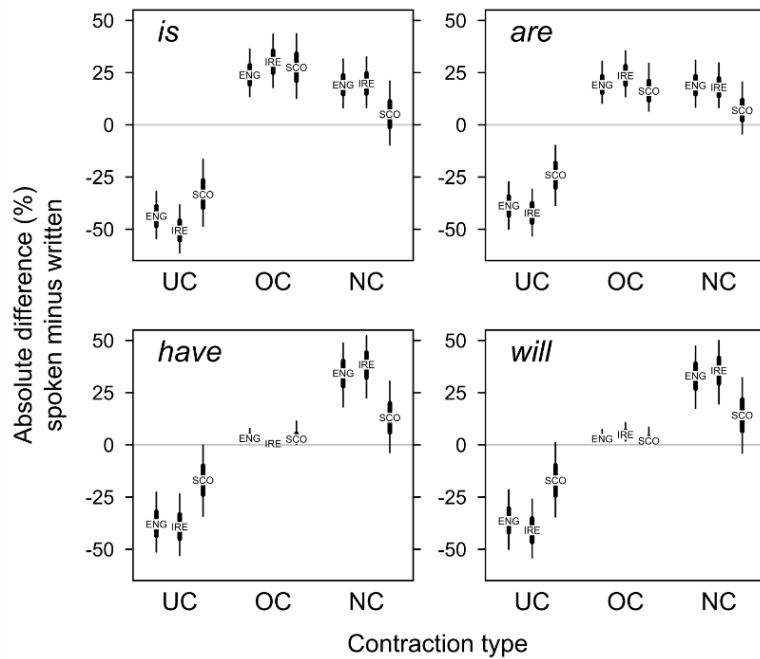 Absolute difference (%)
spoken minus written
is
50
25
0
-25
-50
ENG
IRE
SCO
ENG
IRE
SCO
ENG
IRE
SCO
UC OC NC
are
50
25
0
-25
-50
ENG
IRE
SCO
ENG
IRE
SCO
ENG
IRE
SCO
UC OC NC
have
50
25
0
-25
-50
ENG
IRE
SCO
ENG
IRE
SCO
ENG
IRE
SCO
UC OC NC
will
50
25
0
-25
-50
ENG
IRE
SCO
ENG
IRE
SCO
ENG
IRE
SCO
UC OC NC
Contraction type